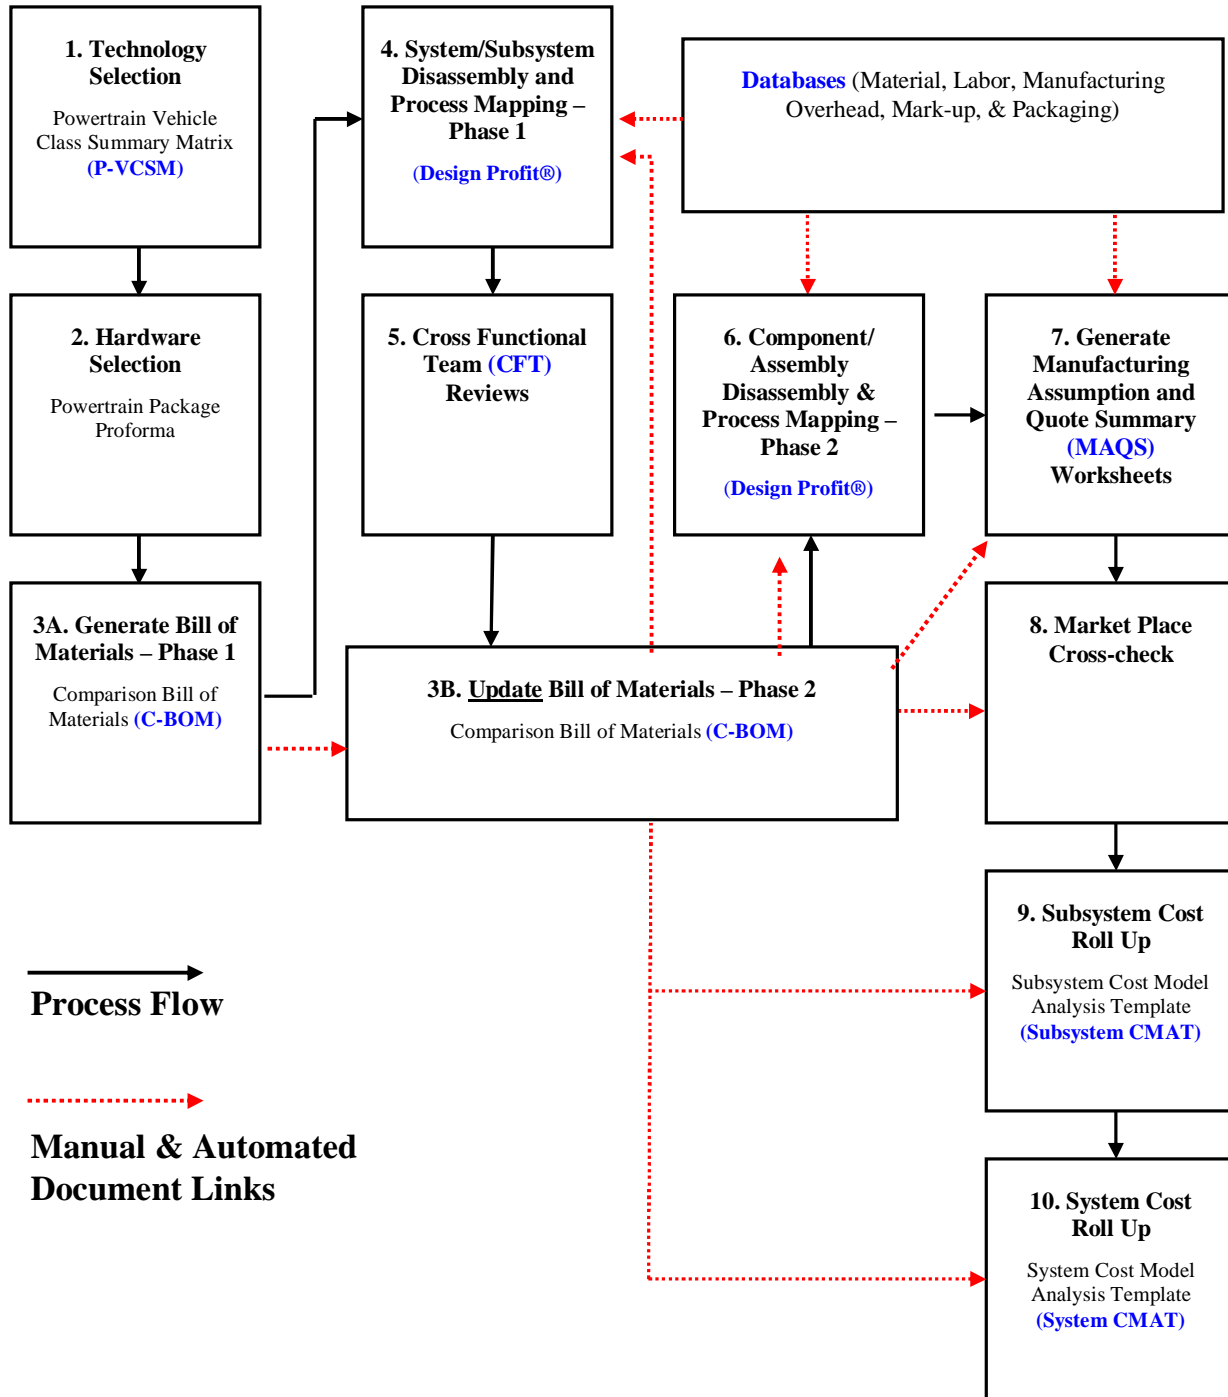 1. Technology
Selection
Powertrain Vehicle
Class Summary Matrix
(P-VCSM)
2. Hardware
Selection
Powertrain Package
Proforma
3A. Generate Bill of
Materials – Phase 1
Comparison Bill of
Materials (C-BOM)
4. System/Subsystem
Disassembly and
Process Mapping –
Phase 1
(Design Profit®)
5. Cross Functional
Team (CFT)
Reviews
3B. Update Bill of Materials – Phase 2
Comparison Bill of Materials (C-BOM)
Databases (Material, Labor, Manufacturing
Overhead, Mark-up, & Packaging)
6. Component/
Assembly
Disassembly &
Process Mapping –
Phase 2
(Design Profit®)
7. Generate
Manufacturing
Assumption and
Quote Summary
(MAQS)
Worksheets
8. Market Place
Cross-check
9. Subsystem Cost
Roll Up
Subsystem Cost Model
Analysis Template
(Subsystem CMAT)
10. System Cost
Roll Up
System Cost Model
Analysis Template
(System CMAT)
Process Flow
Manual & Automated
Document Links